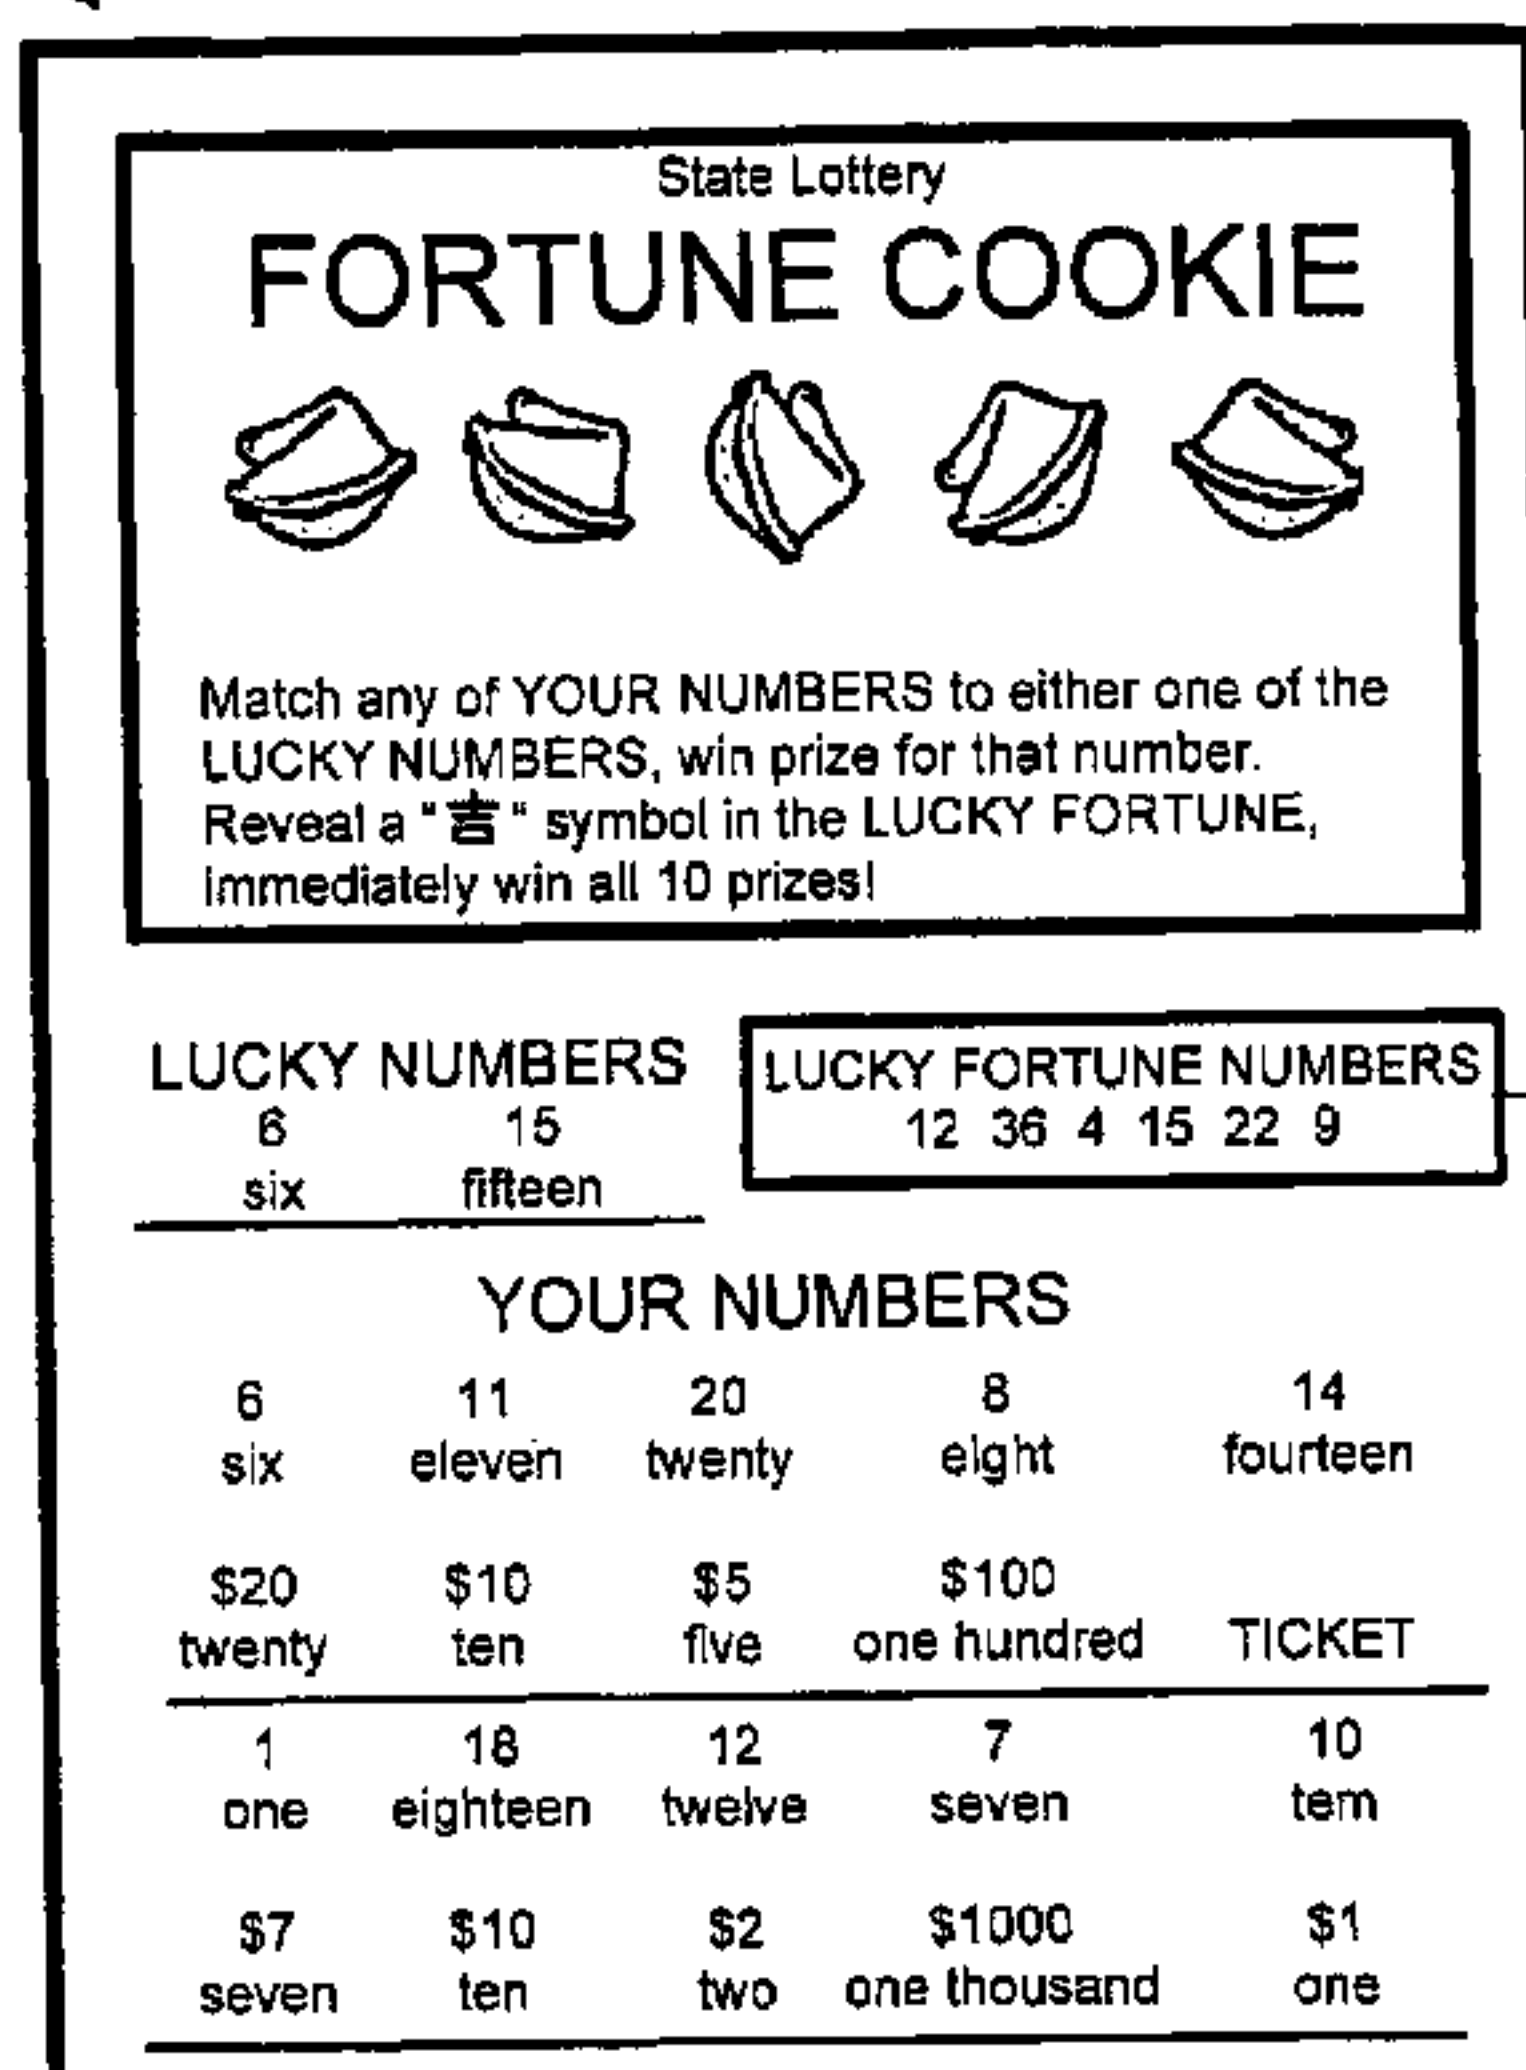 State Lottery
FORTUNE COOKIE
Match any of YOUR NUMBERS to either one of the
LUCKY NUMBERS, win prize for that number.
Reveal a "吉" symbol in the LUCKY FORTUNE,
immediately win all 10 prizes!
LUCKY NUMBERS
6 15
six fifteen
LUCKY FORTUNE NUMBERS
12 36 4 15 22 9
YOUR NUMBERS
6 11 20 8 14
six eleven twenty eight fourteen
$20 $10 $5 $100
twenty ten five one hundred TICKET
1 18 12 7 10
one eighteen twelve seven tem
$7 $10 $2 $1000 $1
seven ten two one thousand one